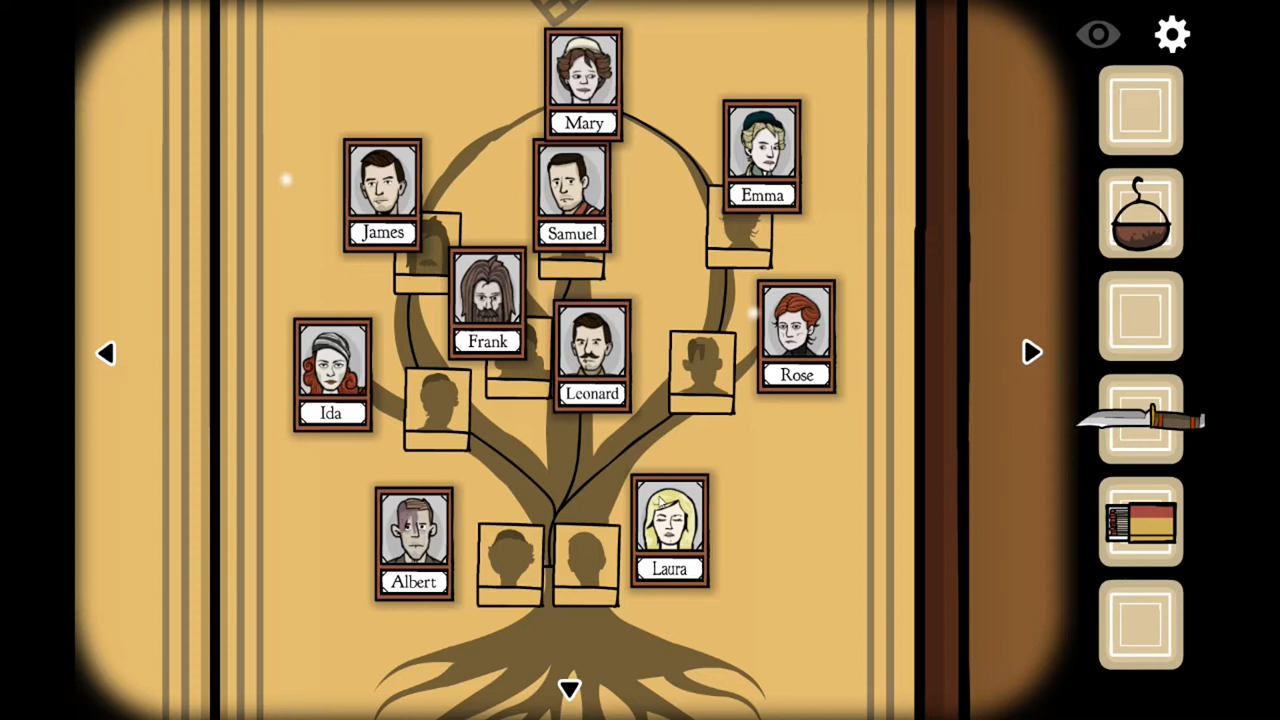 Mary
Emma
James
Samuel
Frank
Rose
Leonard
Ida
Laura
Albert